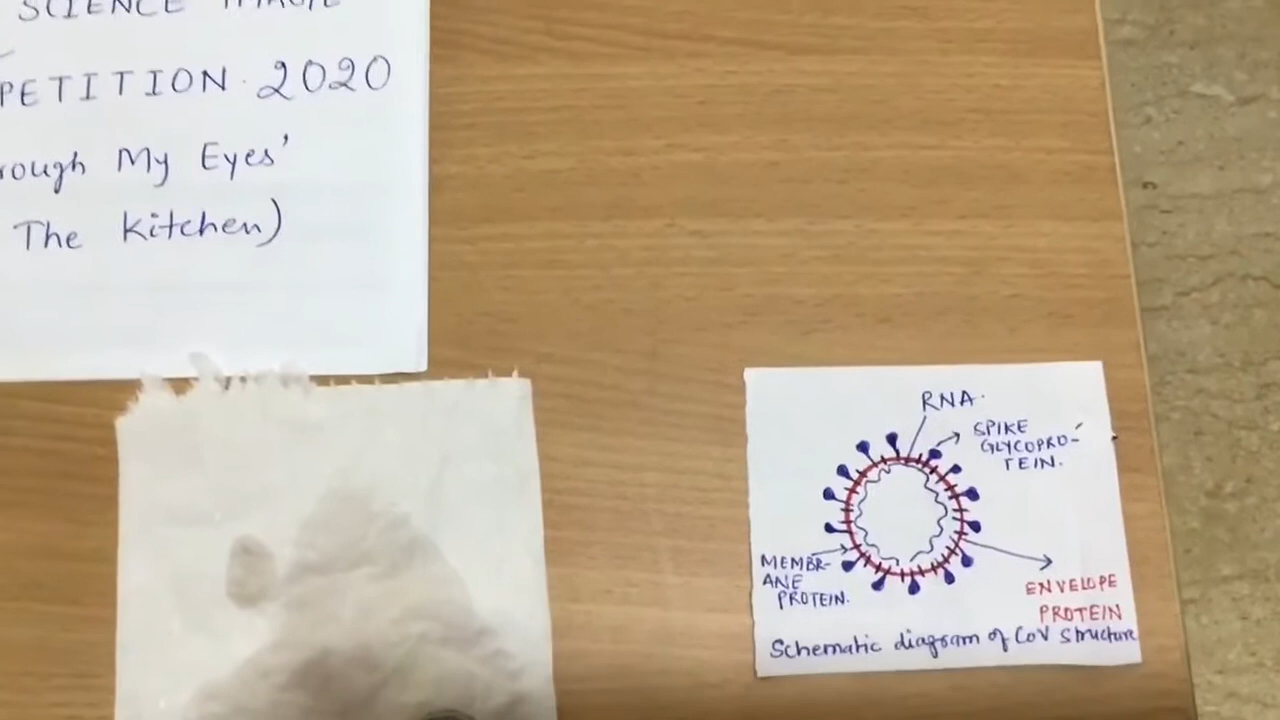 SCIENCE
PETITION 2020
rough My Eyes'
The Kitchen)
RNA.
SPIKE
GLYCOPRO-
TEIN.
MEMBR-
ANE
PROTEIN.
ENVELOPE
PROTEIN
Schematic diagram of CoV structure